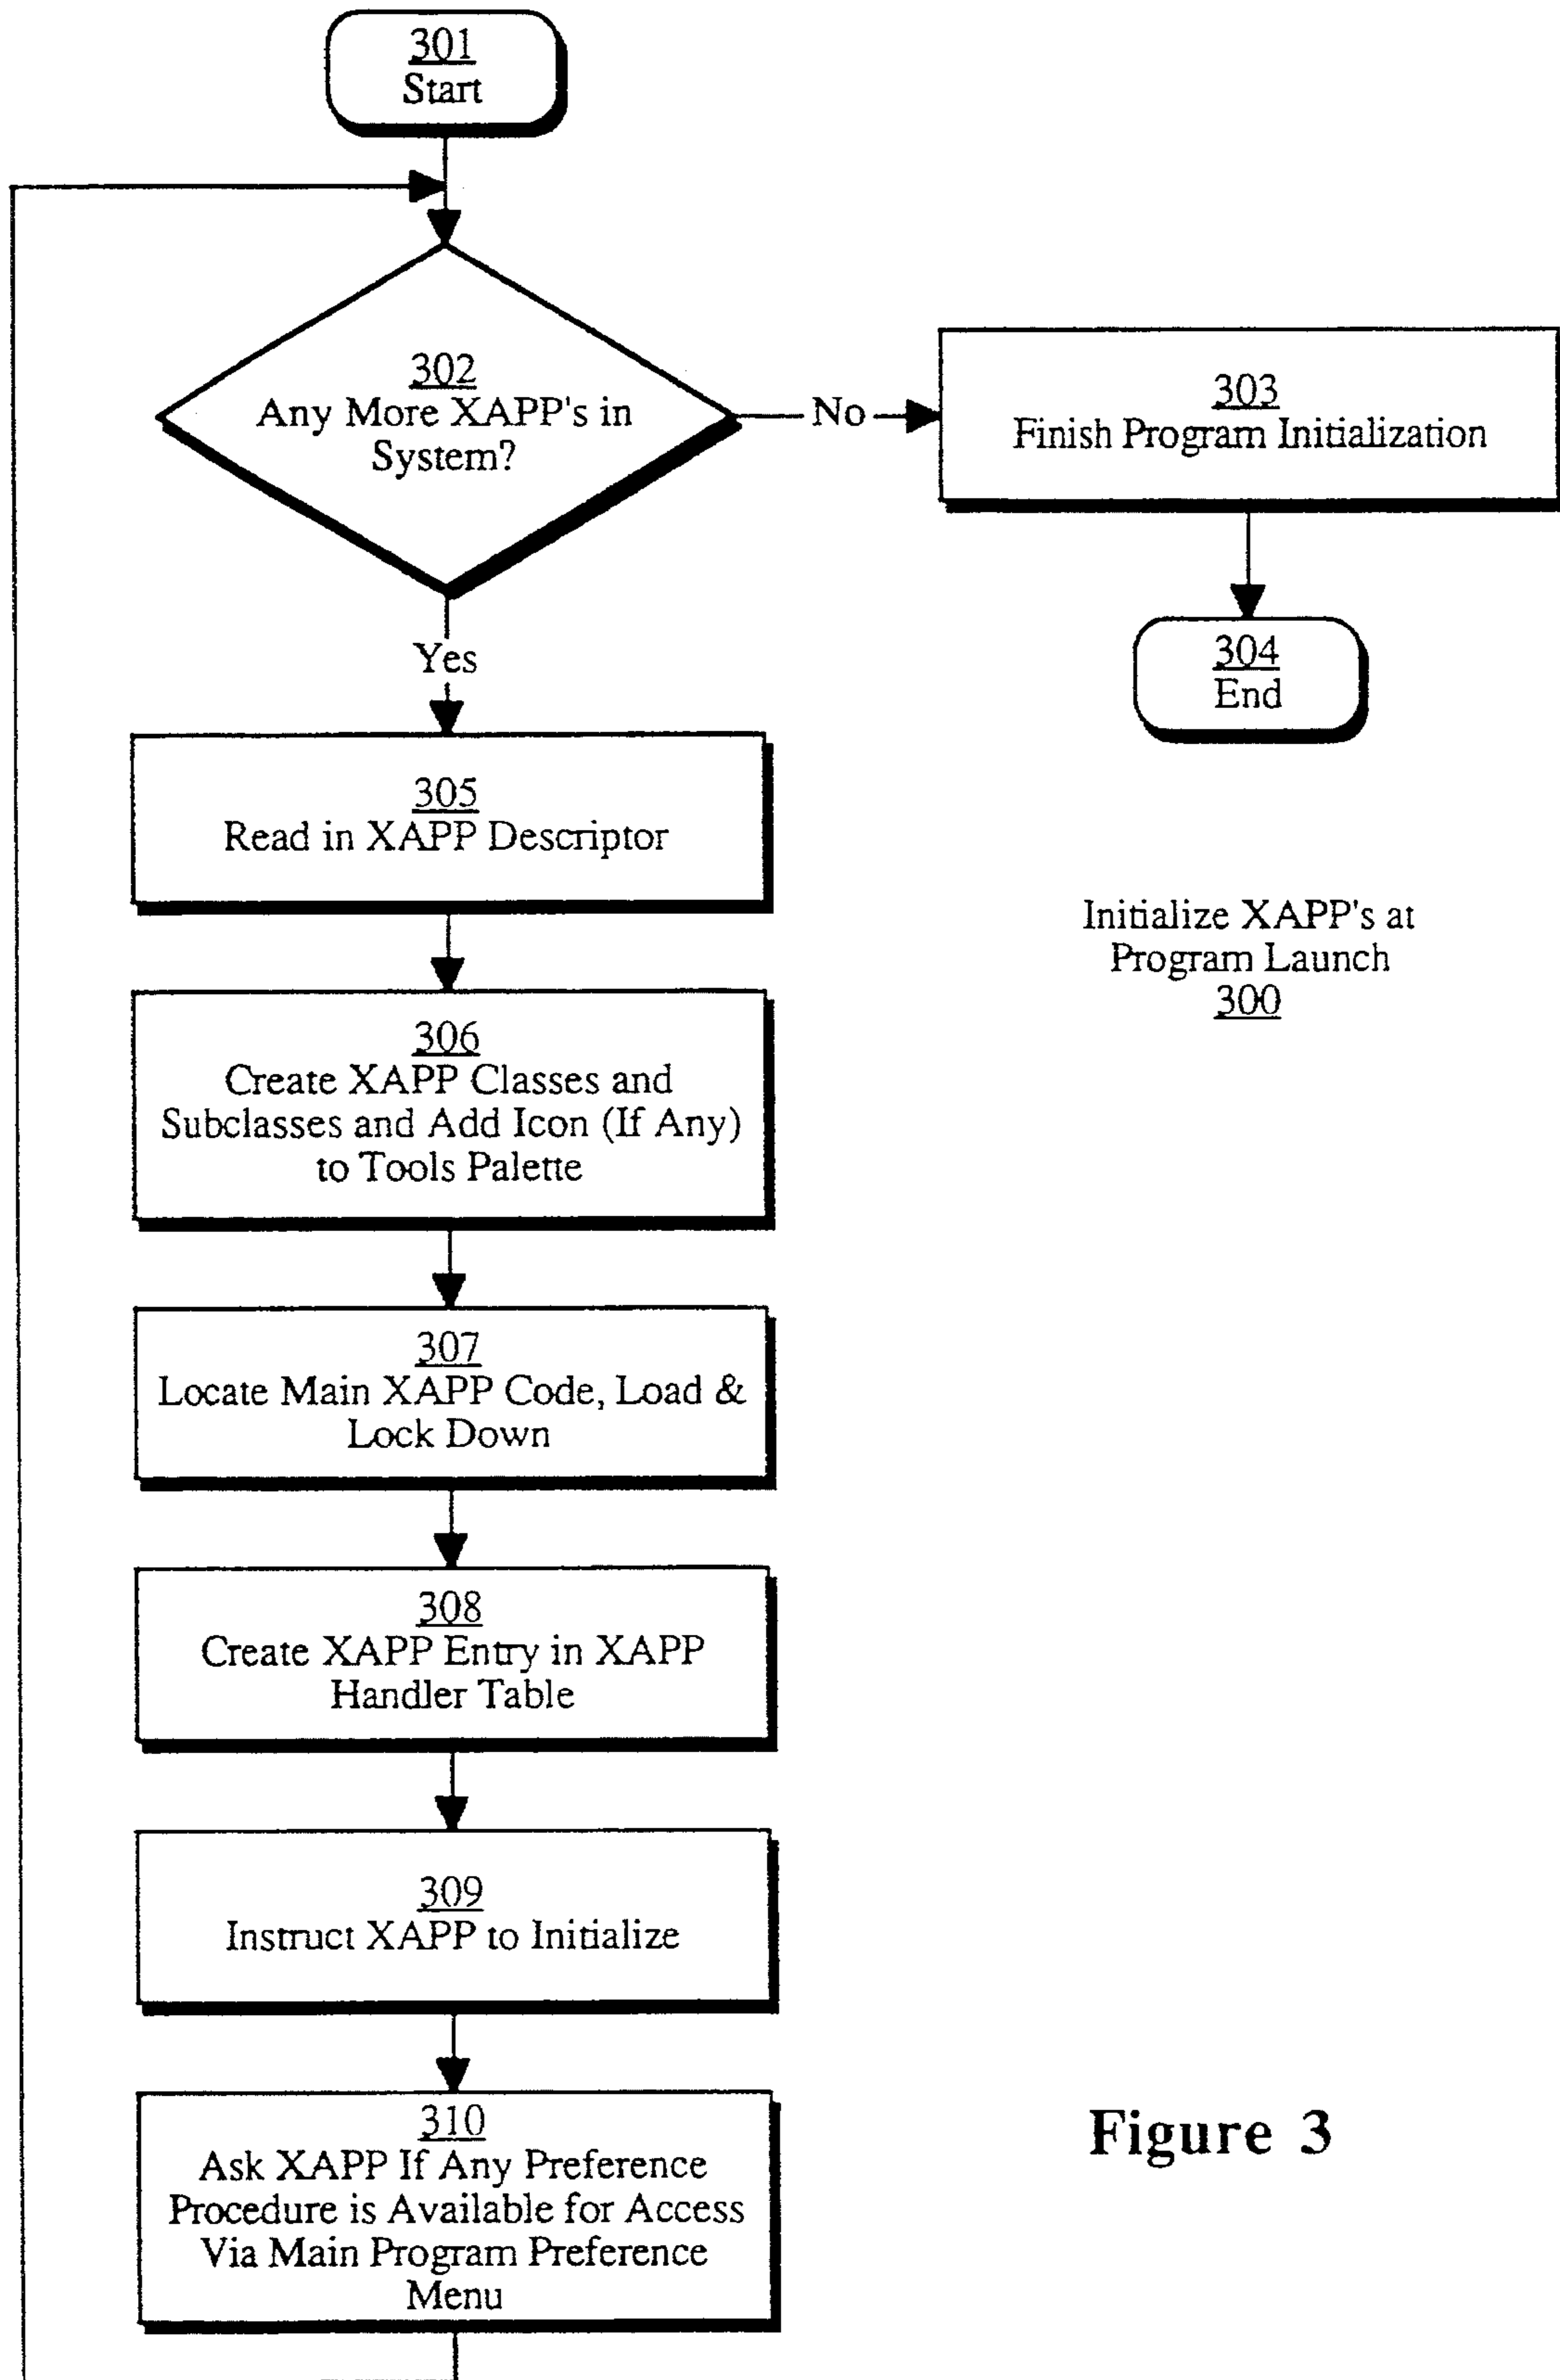 301
Start
302
Any More XAPP's in
System?
No
303
Finish Program Initialization
304
End
Yes
305
Read in XAPP Descriptor
Initialize XAPP's at
Program Launch
300
306
Create XAPP Classes and
Subclasses and Add Icon (If Any)
to Tools Palette
307
Locate Main XAPP Code, Load &
Lock Down
308
Create XAPP Entry in XAPP
Handler Table
309
Instruct XAPP to Initialize
310
Ask XAPP If Any Preference
Procedure is Available for Access
Via Main Program Preference
Menu
Figure 3